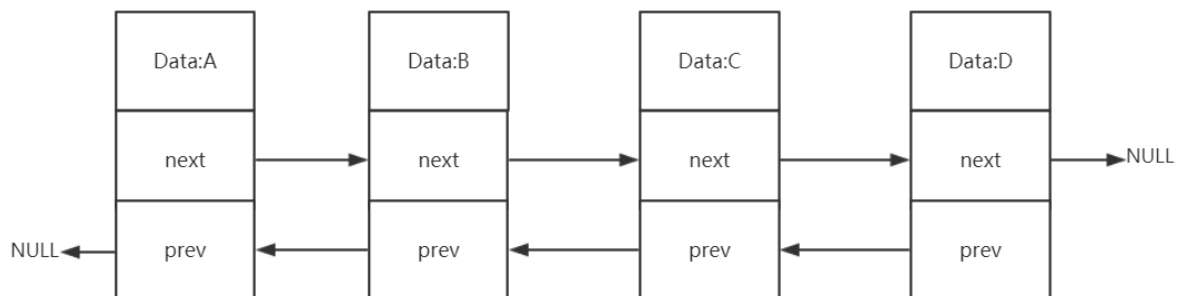 Data:A Data:B Data:C Data:D
next next next next NULL
NULL prev prev prev prev